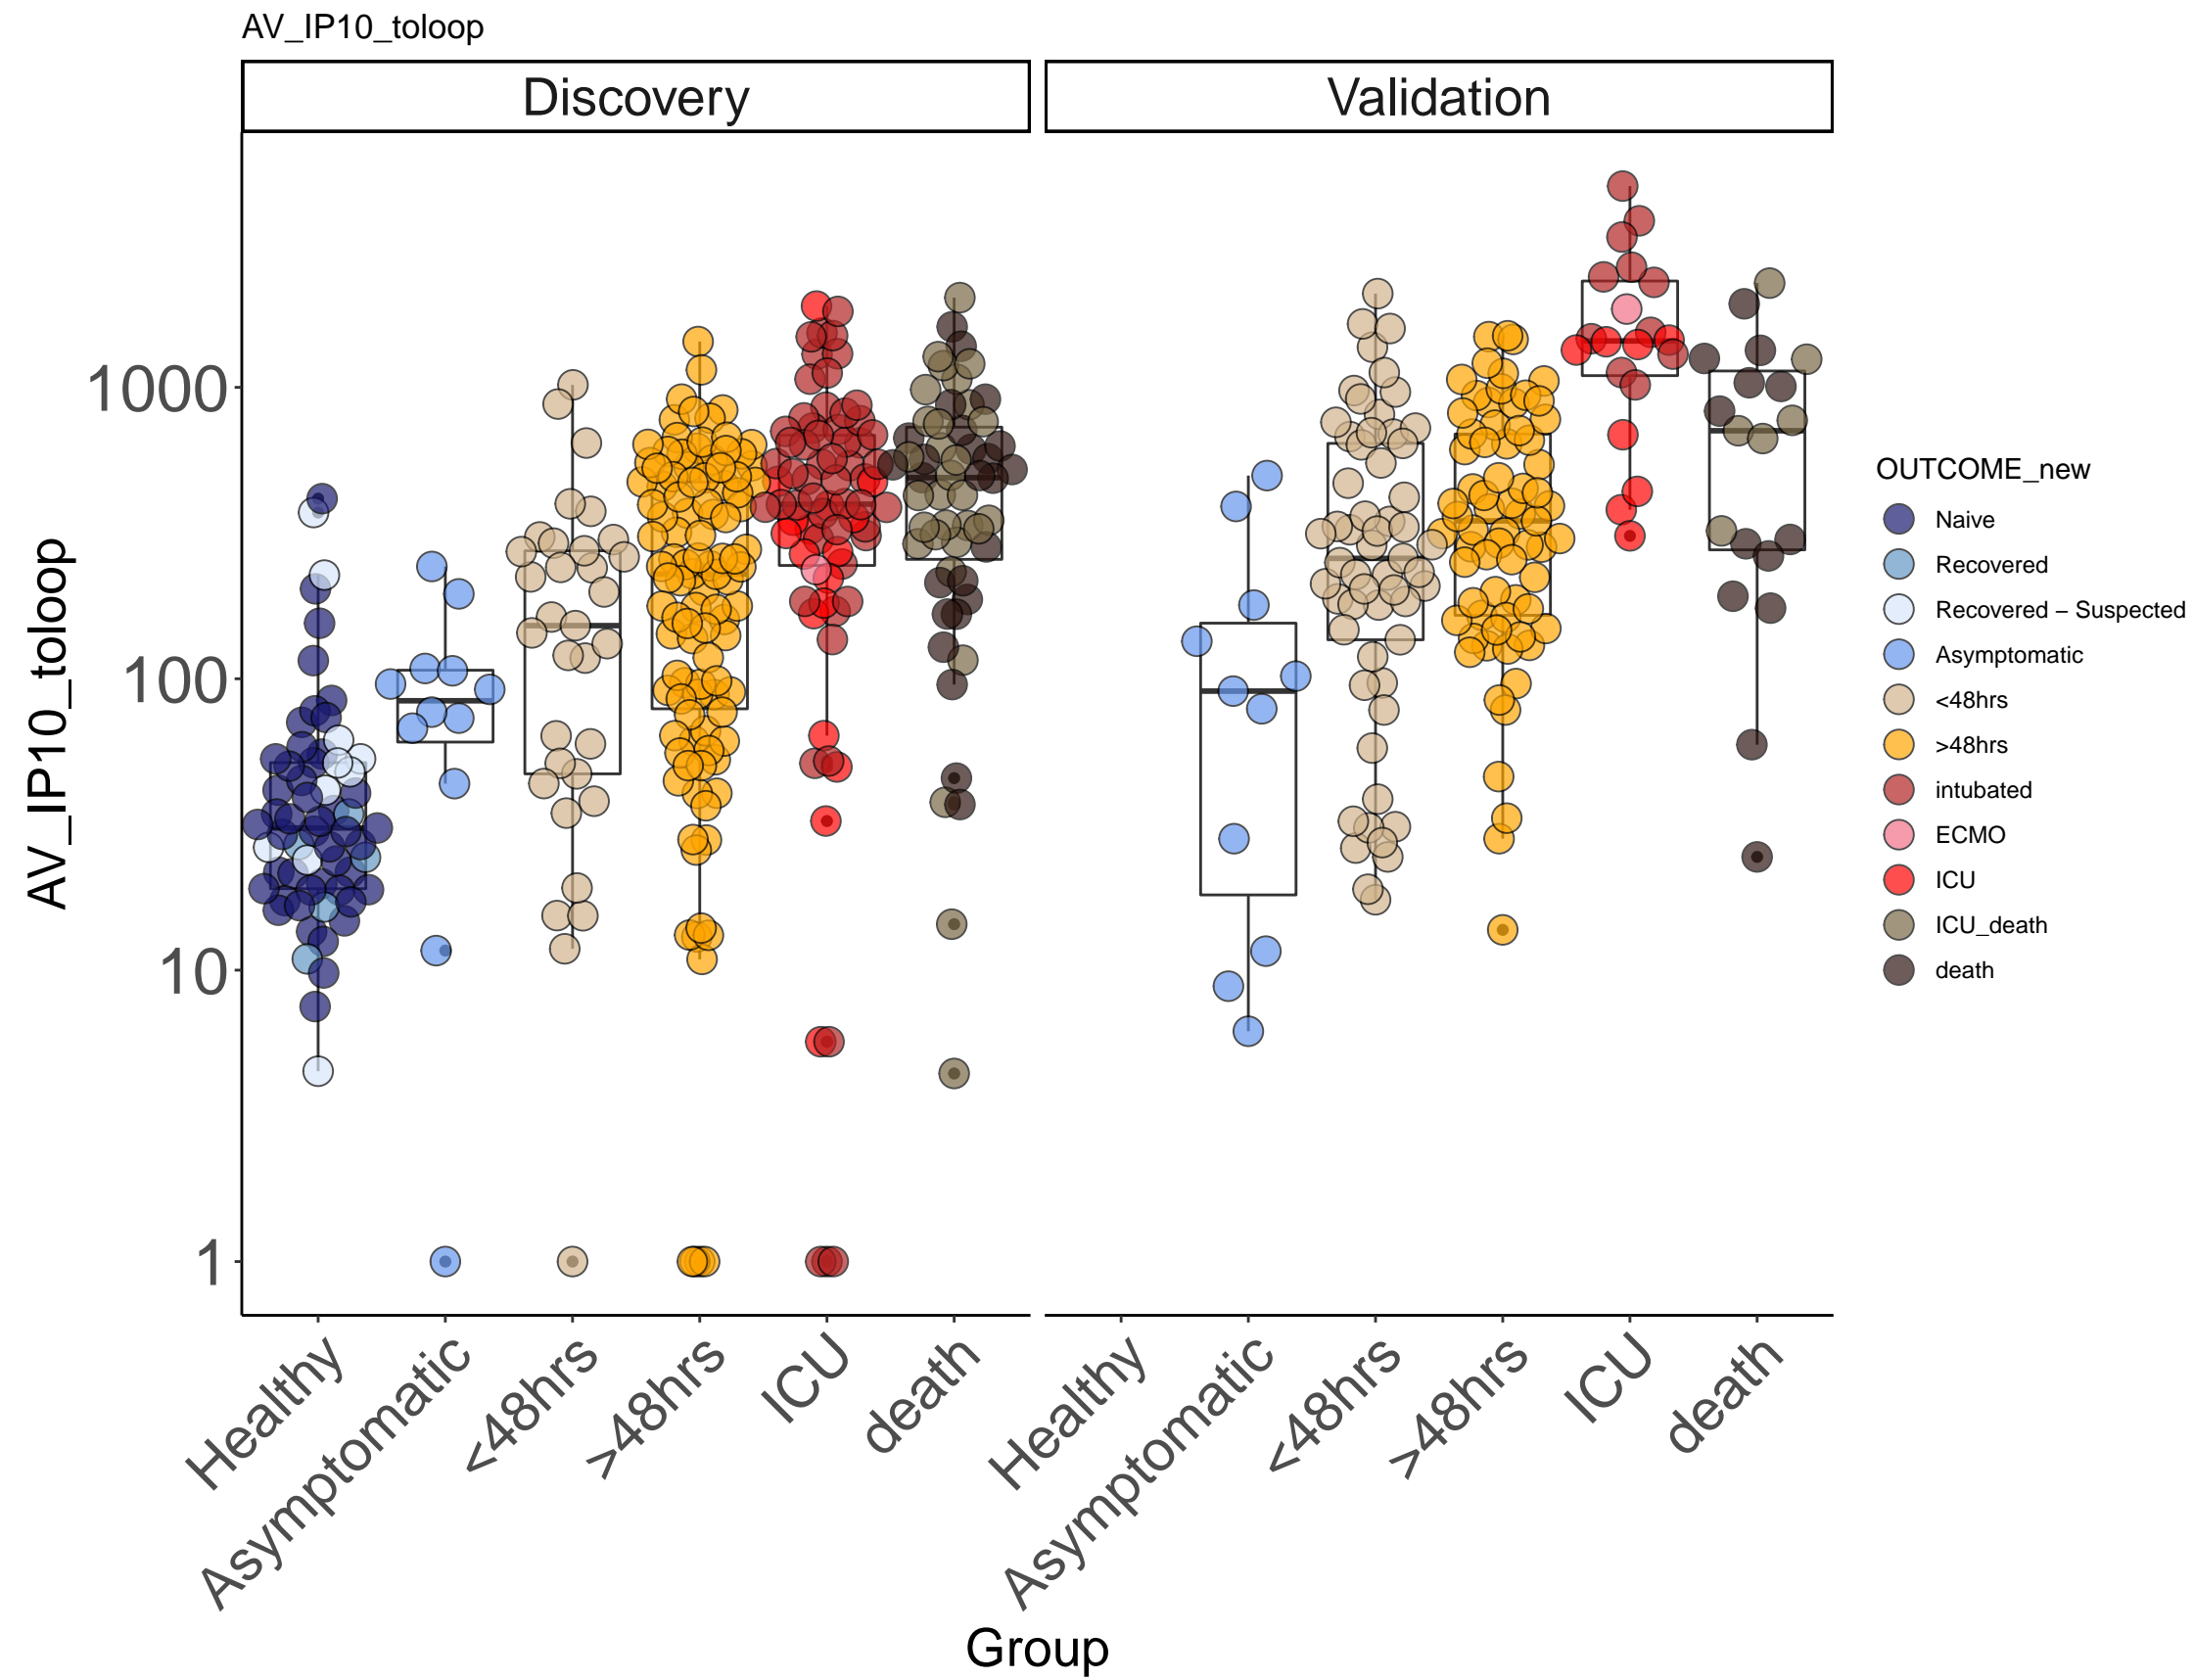 AV_IP10_toloop
Discovery
Validation
AV_IP10_toloop
1000
100
10
1
Healthy
Asymptomatic
<48hrs
>48hrs
ICU
death
Healthy
Asymptomatic
<48hrs
>48hrs
ICU
death
Group
OUTCOME_new
Naive
Recovered
Recovered − Suspected
Asymptomatic
<48hrs
>48hrs
intubated
ECMO
ICU
ICU_death
death